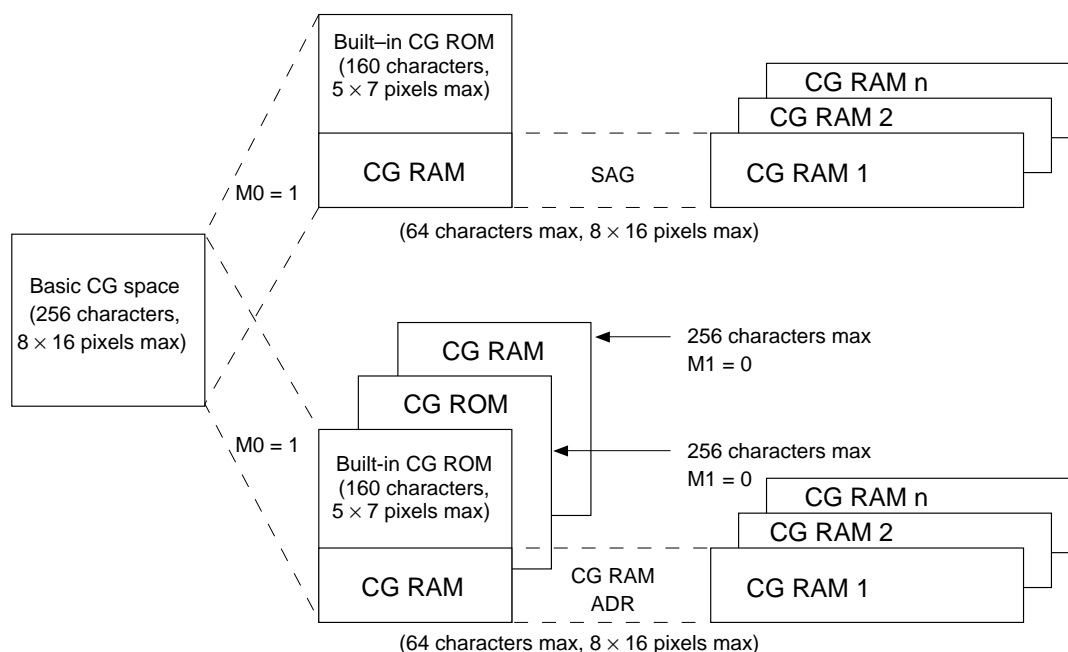 Built–in CG ROM
(160 characters,
5 × 7 pixels max)
CG RAM
M0 = 1
SAG
CG RAM n
CG RAM 2
CG RAM 1
(64 characters max, 8 × 16 pixels max)
Basic CG space
(256 characters,
8 × 16 pixels max)
CG RAM
256 characters max
M1 = 0
CG ROM
M0 = 1
256 characters max
M1 = 0
Built-in CG ROM
(160 characters,
5 × 7 pixels max)
CG RAM
CG RAM
ADR
CG RAM n
CG RAM 2
CG RAM 1
(64 characters max, 8 × 16 pixels max)